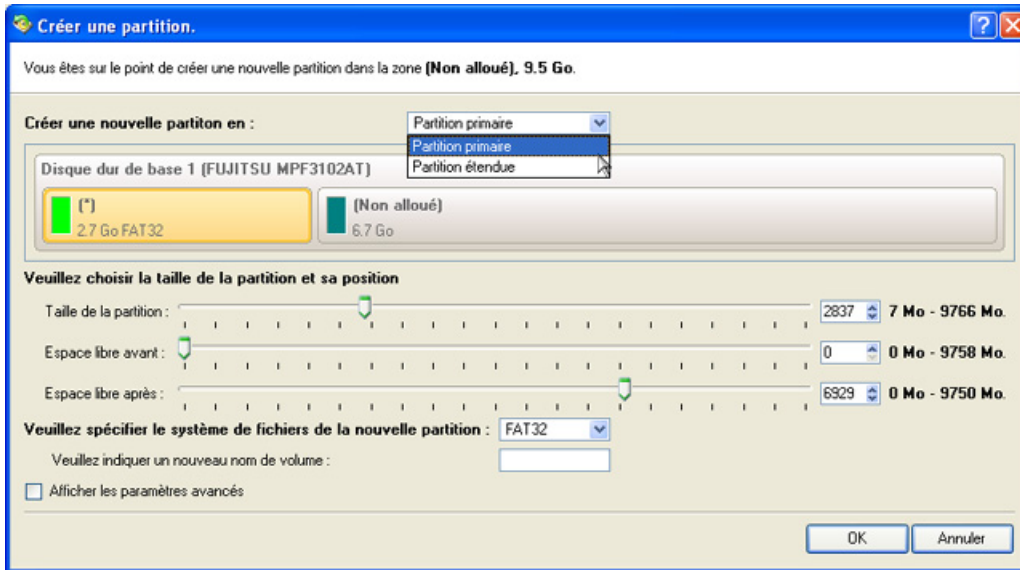 Créer une partition.
Vous êtes sur le point de créer une nouvelle partition dans la zone (Non alloué), 9.5 Go.
Créer une nouvelle partiton en : Partition primaire
Partition primaire
Partition étendue
Disque dur de base 1 (FUJITSU MPF3102AT)
(*) (Non alloué)
2.7 Go FAT32 6.7 Go
Veuillez choisir la taille de la partition et sa position
Taille de la partition : 2837 7 Mo - 9766 Mo.
Espace libre avant : 0 0 Mo - 9758 Mo.
Espace libre après : 6929 0 Mo - 9750 Mo.
Veuillez spécifier le système de fichiers de la nouvelle partition : FAT32
Veuillez indiquer un nouveau nom de volume :
Afficher les paramètres avancés
OK Annuler